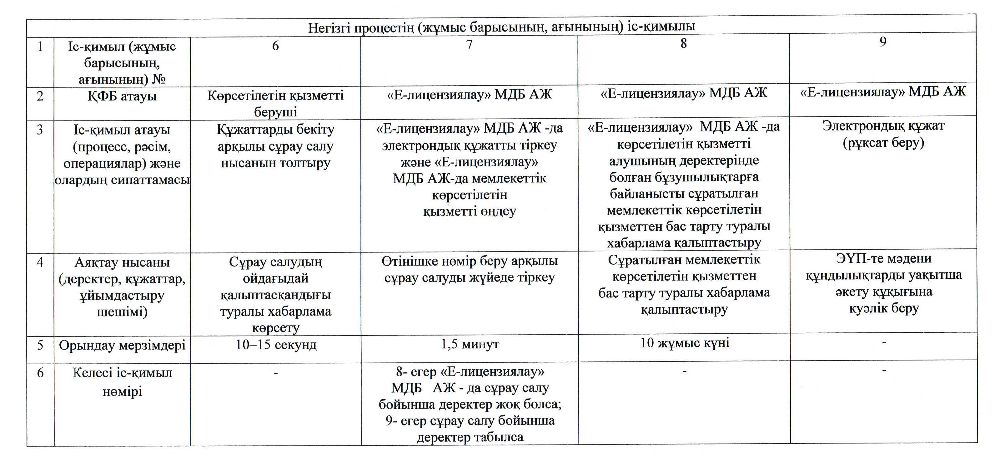 Негізгі процестің (жұмыс барысының, ағынының) іс-қимылы
1
Іс-қимыл (жұмыс
барысының,
ағынының) №
6
7
8
9
2
ҚФБ атауы
Көрсетілетін қызметті
беруші
«Е-лицензиялау» МДБ АЖ
«Е-лицензиялау» МДБ АЖ
«Е-лицензиялау» МДБ АЖ
3
Іс-қимыл атауы
(процесс, рәсім,
операциялар) және
олардың сипаттамасы
Құжаттарды бекіту
арқылы сұрау салу
нысанын толтыру
«Е-лицензиялау» МДБ АЖ -да
электрондық құжатты тіркеу
және «Е-лицензиялау»
МДБ АЖ-да мемлекеттік
көрсетілетін
қызметті өңдеу
«Е-лицензиялау» МДБ АЖ -да
көрсетілетін қызметті
алушының деректерінде
болған бұзушылықтарға
байланысты сұратылған
мемлекеттік көрсетілетін
қызметтен бас тарту туралы
хабарлама қалыптастыру
Электрондық құжат
(рұқсат беру)
4
Аяқтау нысаны
(деректер, құжаттар,
ұйымдастыру
шешімі)
Сұрау салудың
ойдағыдай
қалыптасқандығы
туралы хабарлама
көрсету
Өтінішке нөмір беру арқылы
сұрау салуды жүйеде тіркеу
Сұратылған мемлекеттік
көрсетілетін қызметтен
бас тарту туралы хабарлама
қалыптастыру
ЭҮП-те мәдени
құндылықтарды уақытша
әкету құқығына
куәлік беру
5
Орындау мерзімдері
10–15 секунд
1,5 минут
10 жұмыс күні
-
6
Келесі іс-қимыл
нөмірі
-
8- егер «Е-лицензиялау»
МДБ АЖ - да сұрау салу
бойынша деректер жоқ болса;
9- егер сұрау салу бойынша
деректер табылса
-
-